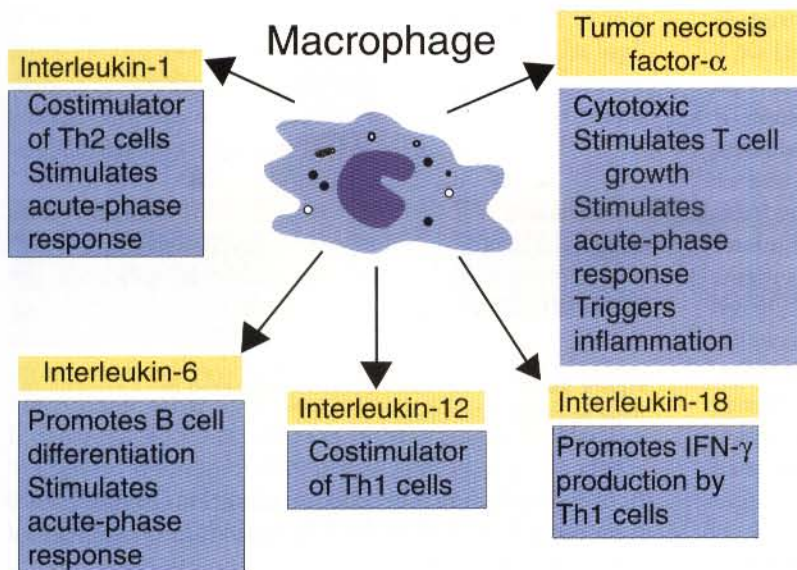 Macrophage
Interleukin-1
Costimulator
of Th2 cells
Stimulates
acute-phase
response
Tumor necrosis
factor-α
Cytotoxic
Stimulates T cell
growth
Stimulates
acute-phase
response
Triggers
inflammation
Interleukin-6
Promotes B cell
differentiation
Stimulates
acute-phase
response
Interleukin-12
Costimulator
of Th1 cells
Interleukin-18
Promotes IFN-γ
production by
Th1 cells